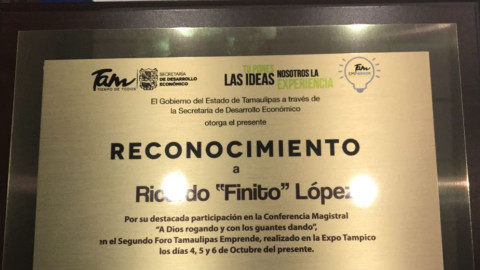 Tam
TIEMPO DE TODOS
SECRETARÍA
DE DESARROLLO
ECONÓMICO
TU PONES
LAS IDEAS NOSOTROS LA
EXPERIENCIA
Tam
EMPRENDE
El Gobierno del Estado de Tamaulipas a través de
la Secretaría de Desarrollo Económico
otorga el presente
RECONOCIMIENTO
a
Ricardo "Finito" López
Por su destacada participación en la Conferencia Magistral
"A Dios rogando y con los guantes dando",
en el Segundo Foro Tamaulipas Emprende, realizado en la Expo Tampico
los días 4, 5 y 6 de Octubre del presente.